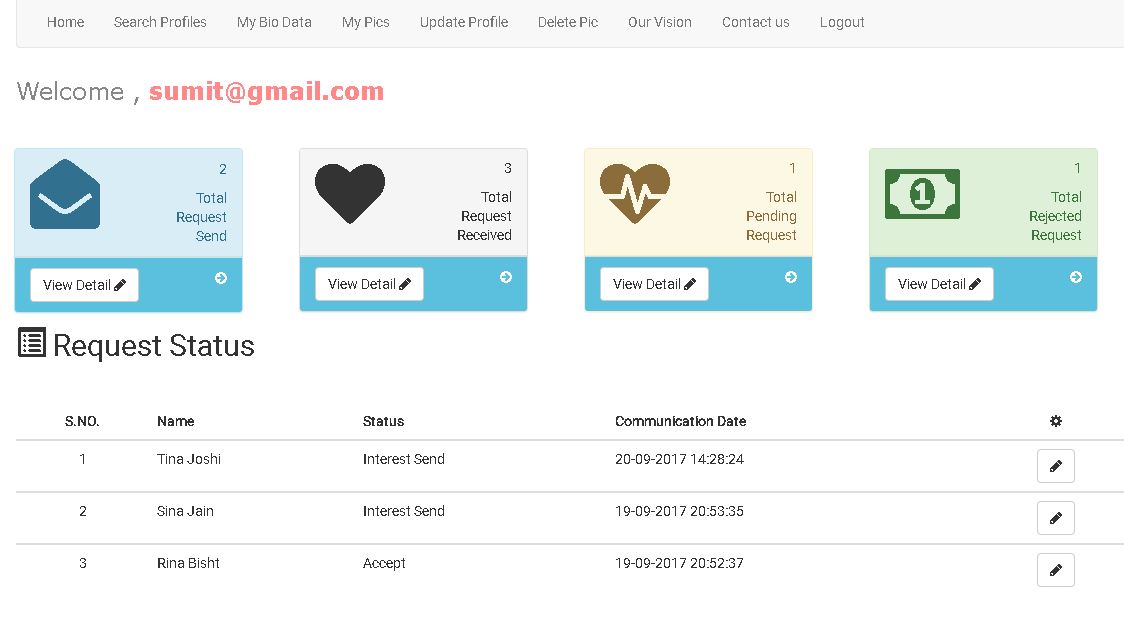 Home Search Profiles My Bio Data My Pics Update Profile Delete Pic Our Vision Contact us Logout
Welcome , sumit@gmail.com
2
Total
Request
Send
View Detail
3
Total
Request
Received
View Detail
1
Total
Pending
Request
View Detail
1
1
Total
Rejected
Request
View Detail
Request Status
S.NO. Name Status Communication Date
1 Tina Joshi Interest Send 20-09-2017 14:28:24
2 Sina Jain Interest Send 19-09-2017 20:53:35
3 Rina Bisht Accept 19-09-2017 20:52:37